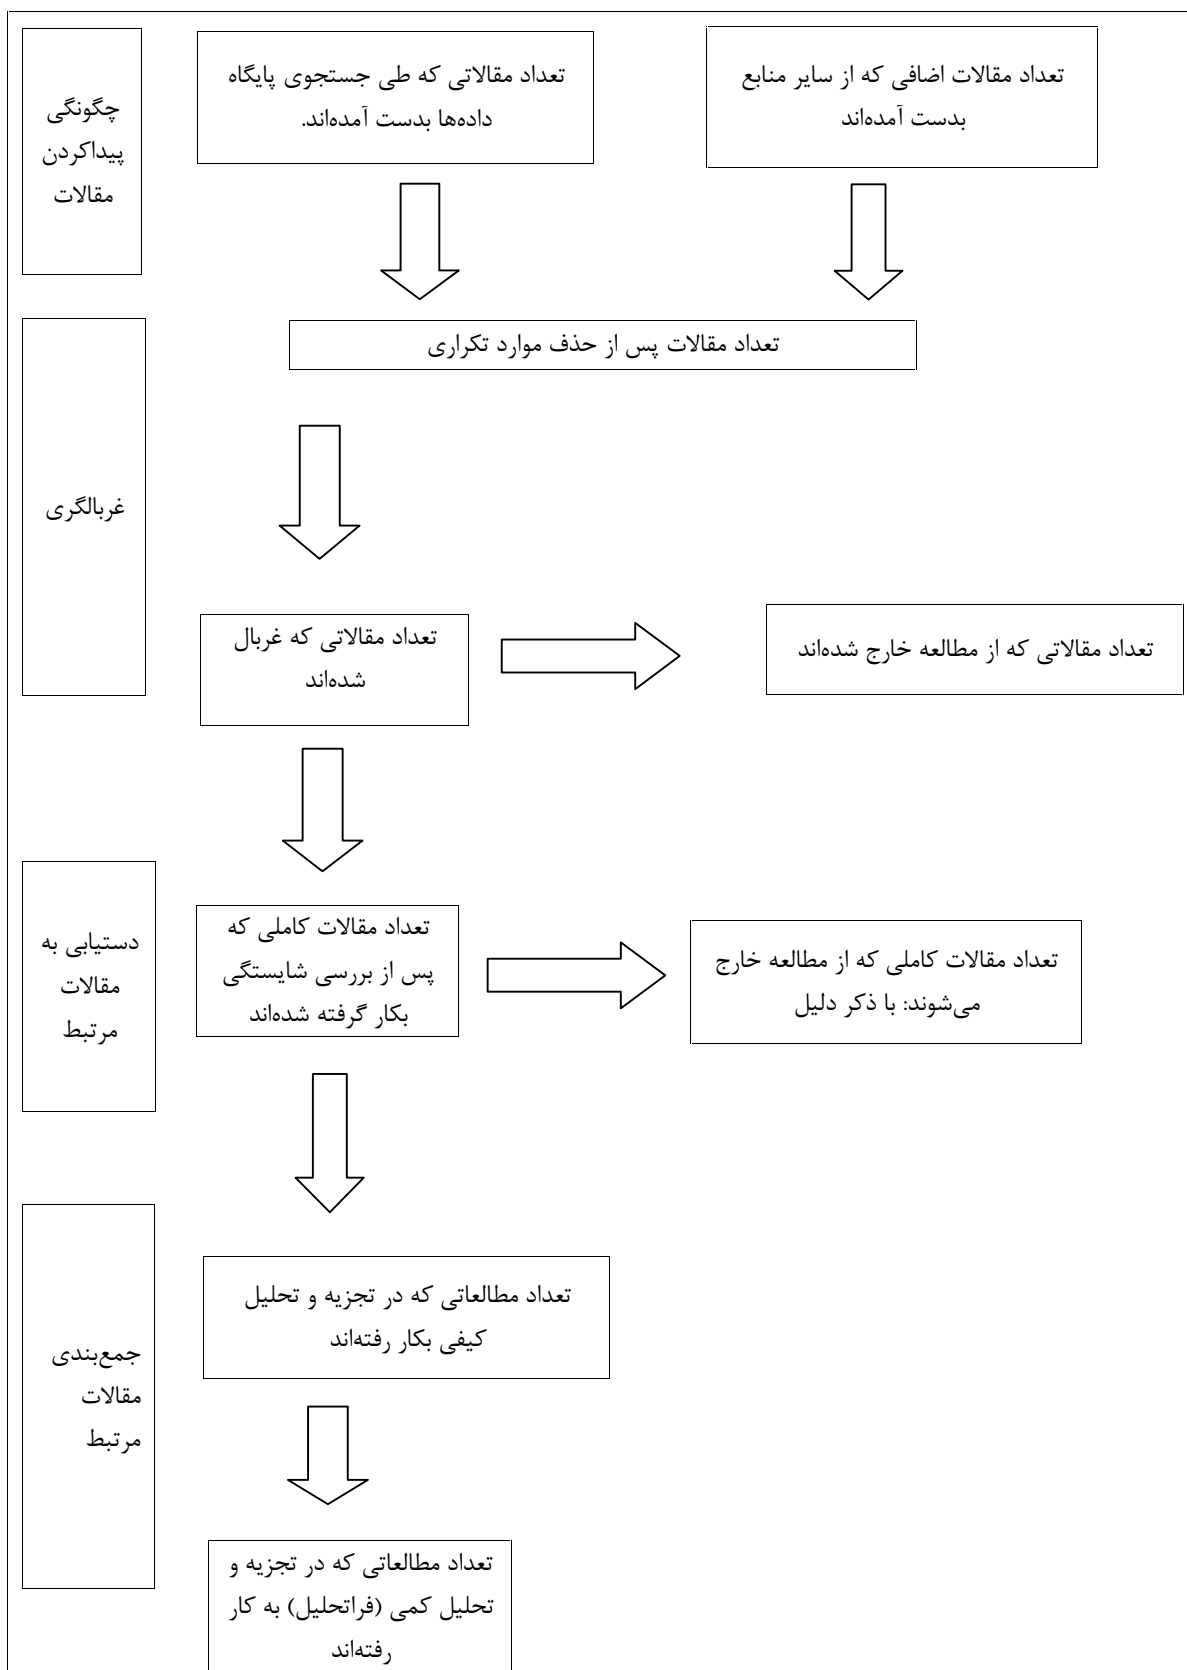 چگونگی
پیداکردن
مقالات
تعداد مقالاتی که طی جستجوی پایگاه
داده‌ها بدست آمده‌اند.
تعداد مقالات اضافی که از سایر منابع
بدست آمده‌اند
غربالگری
تعداد مقالات پس از حذف موارد تکراری
تعداد مقالاتی که غربال
شده‌اند
تعداد مقالاتی که از مطالعه خارج شده‌اند
دستیابی به
مقالات
مرتبط
تعداد مقالات کاملی که
پس از بررسی شایستگی
بکار گرفته شده‌اند
تعداد مقالات کاملی که از مطالعه خارج
می‌شوند: با ذکر دلیل
جمع‌بندی
مقالات
مرتبط
تعداد مطالعاتی که در تجزیه و تحلیل
کیفی بکار رفته‌اند
تعداد مطالعاتی که در تجزیه و
تحلیل کمی (فراتحلیل) به کار
رفته‌اند